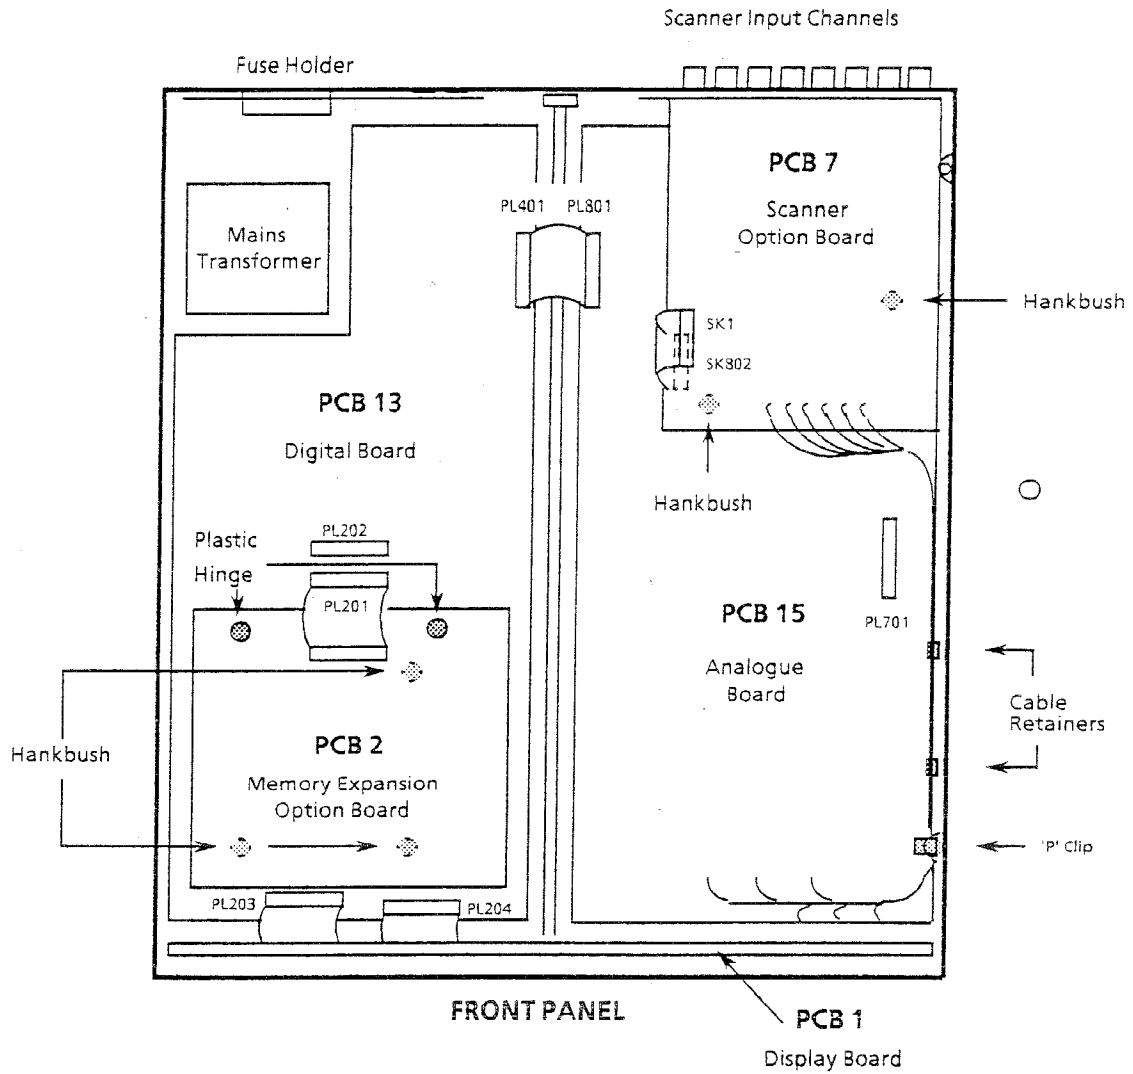 Scanner Input Channels
Fuse Holder
PCB 7
Scanner
Option Board
PL401
PL801
Mains
Transformer
Hankbush
SK1
SK802
PCB 13
Digital Board
Hankbush
PL202
Plastic
Hinge
PL201
PCB 15
PL701
Analogue
Board
Cable
Retainers
Hankbush
PCB 2
Memory Expansion
Option Board
'P' Clip
PL203
PL204
FRONT PANEL
PCB 1
Display Board